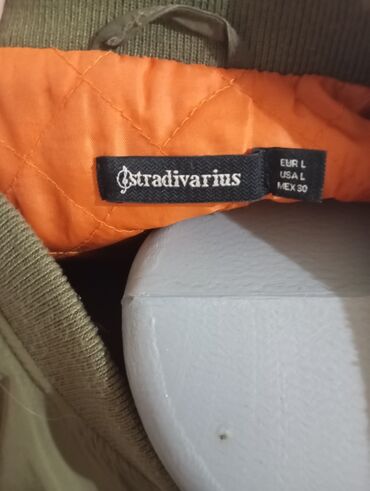 stradivarius
EUR L
USA L
MEX 30